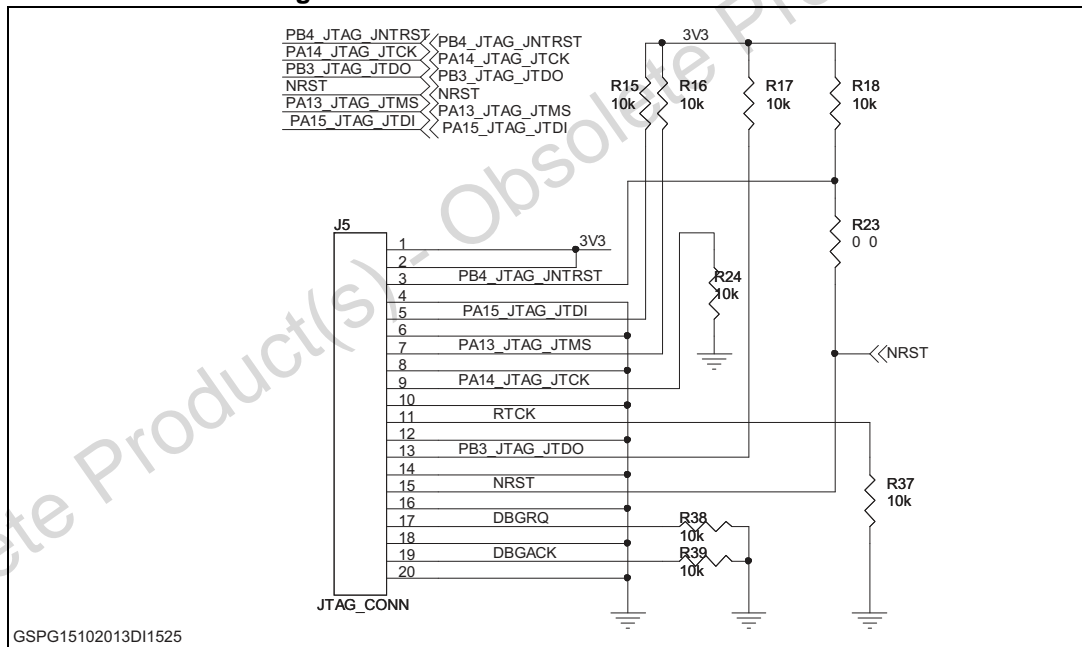 PB4_JTAG_JNTRST PB4_JTAG_JNTRST
PA14_JTAG_JTCK PA14_JTAG_JTCK
PB3_JTAG_JTDO PB3_JTAG_JTDO
NRST NRST
PA13_JTAG_JTMS PA13_JTAG_JTMS
PA15_JTAG_JTDI PA15_JTAG_JTDI
3V3
R15 10k
R16 10k
R17 10k
R18 10k
R23
0 0
J5
1
3V3
2
3 PB4_JTAG_JNTRST
4
5 PA15_JTAG_JTDI
6
7 PA13_JTAG_JTMS
8
9 PA14_JTAG_JTCK
10
11 RTCK
12
13 PB3_JTAG_JTDO
14
15 NRST
16
17 DBGRQ
18
19 DBGACK
20
R24
10k
NRST
R37
10k
R38
10k
R39
10k
JTAG_CONN
GSPG15102013DI1525
ete Product(s) - Obsolete Pro